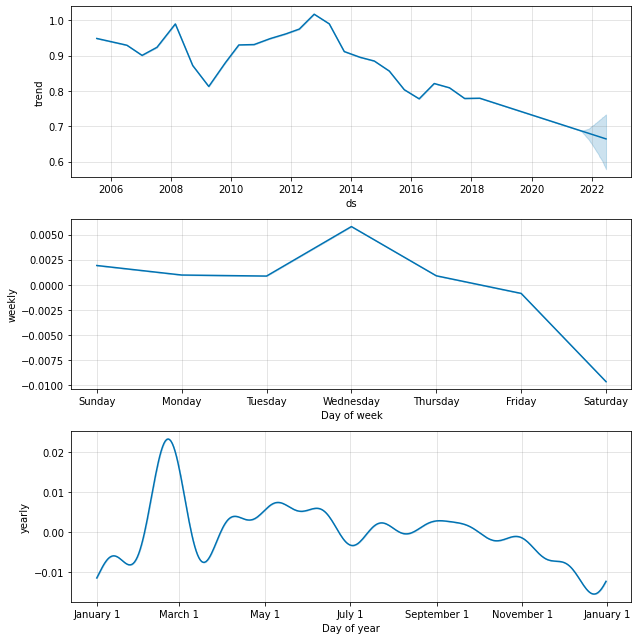 1.0
0.9
0.8
0.7
0.6
trend
2006 2008 2010 2012 2014 2016 2018 2020 2022
ds
0.0050
0.0025
0.0000
−0.0025
−0.0050
−0.0075
−0.0100
weekly
Sunday Monday Tuesday Wednesday Thursday Friday Saturday
Day of week
0.02
0.01
0.00
−0.01
yearly
January 1 March 1 May 1 July 1 September 1 November 1 January 1
Day of year